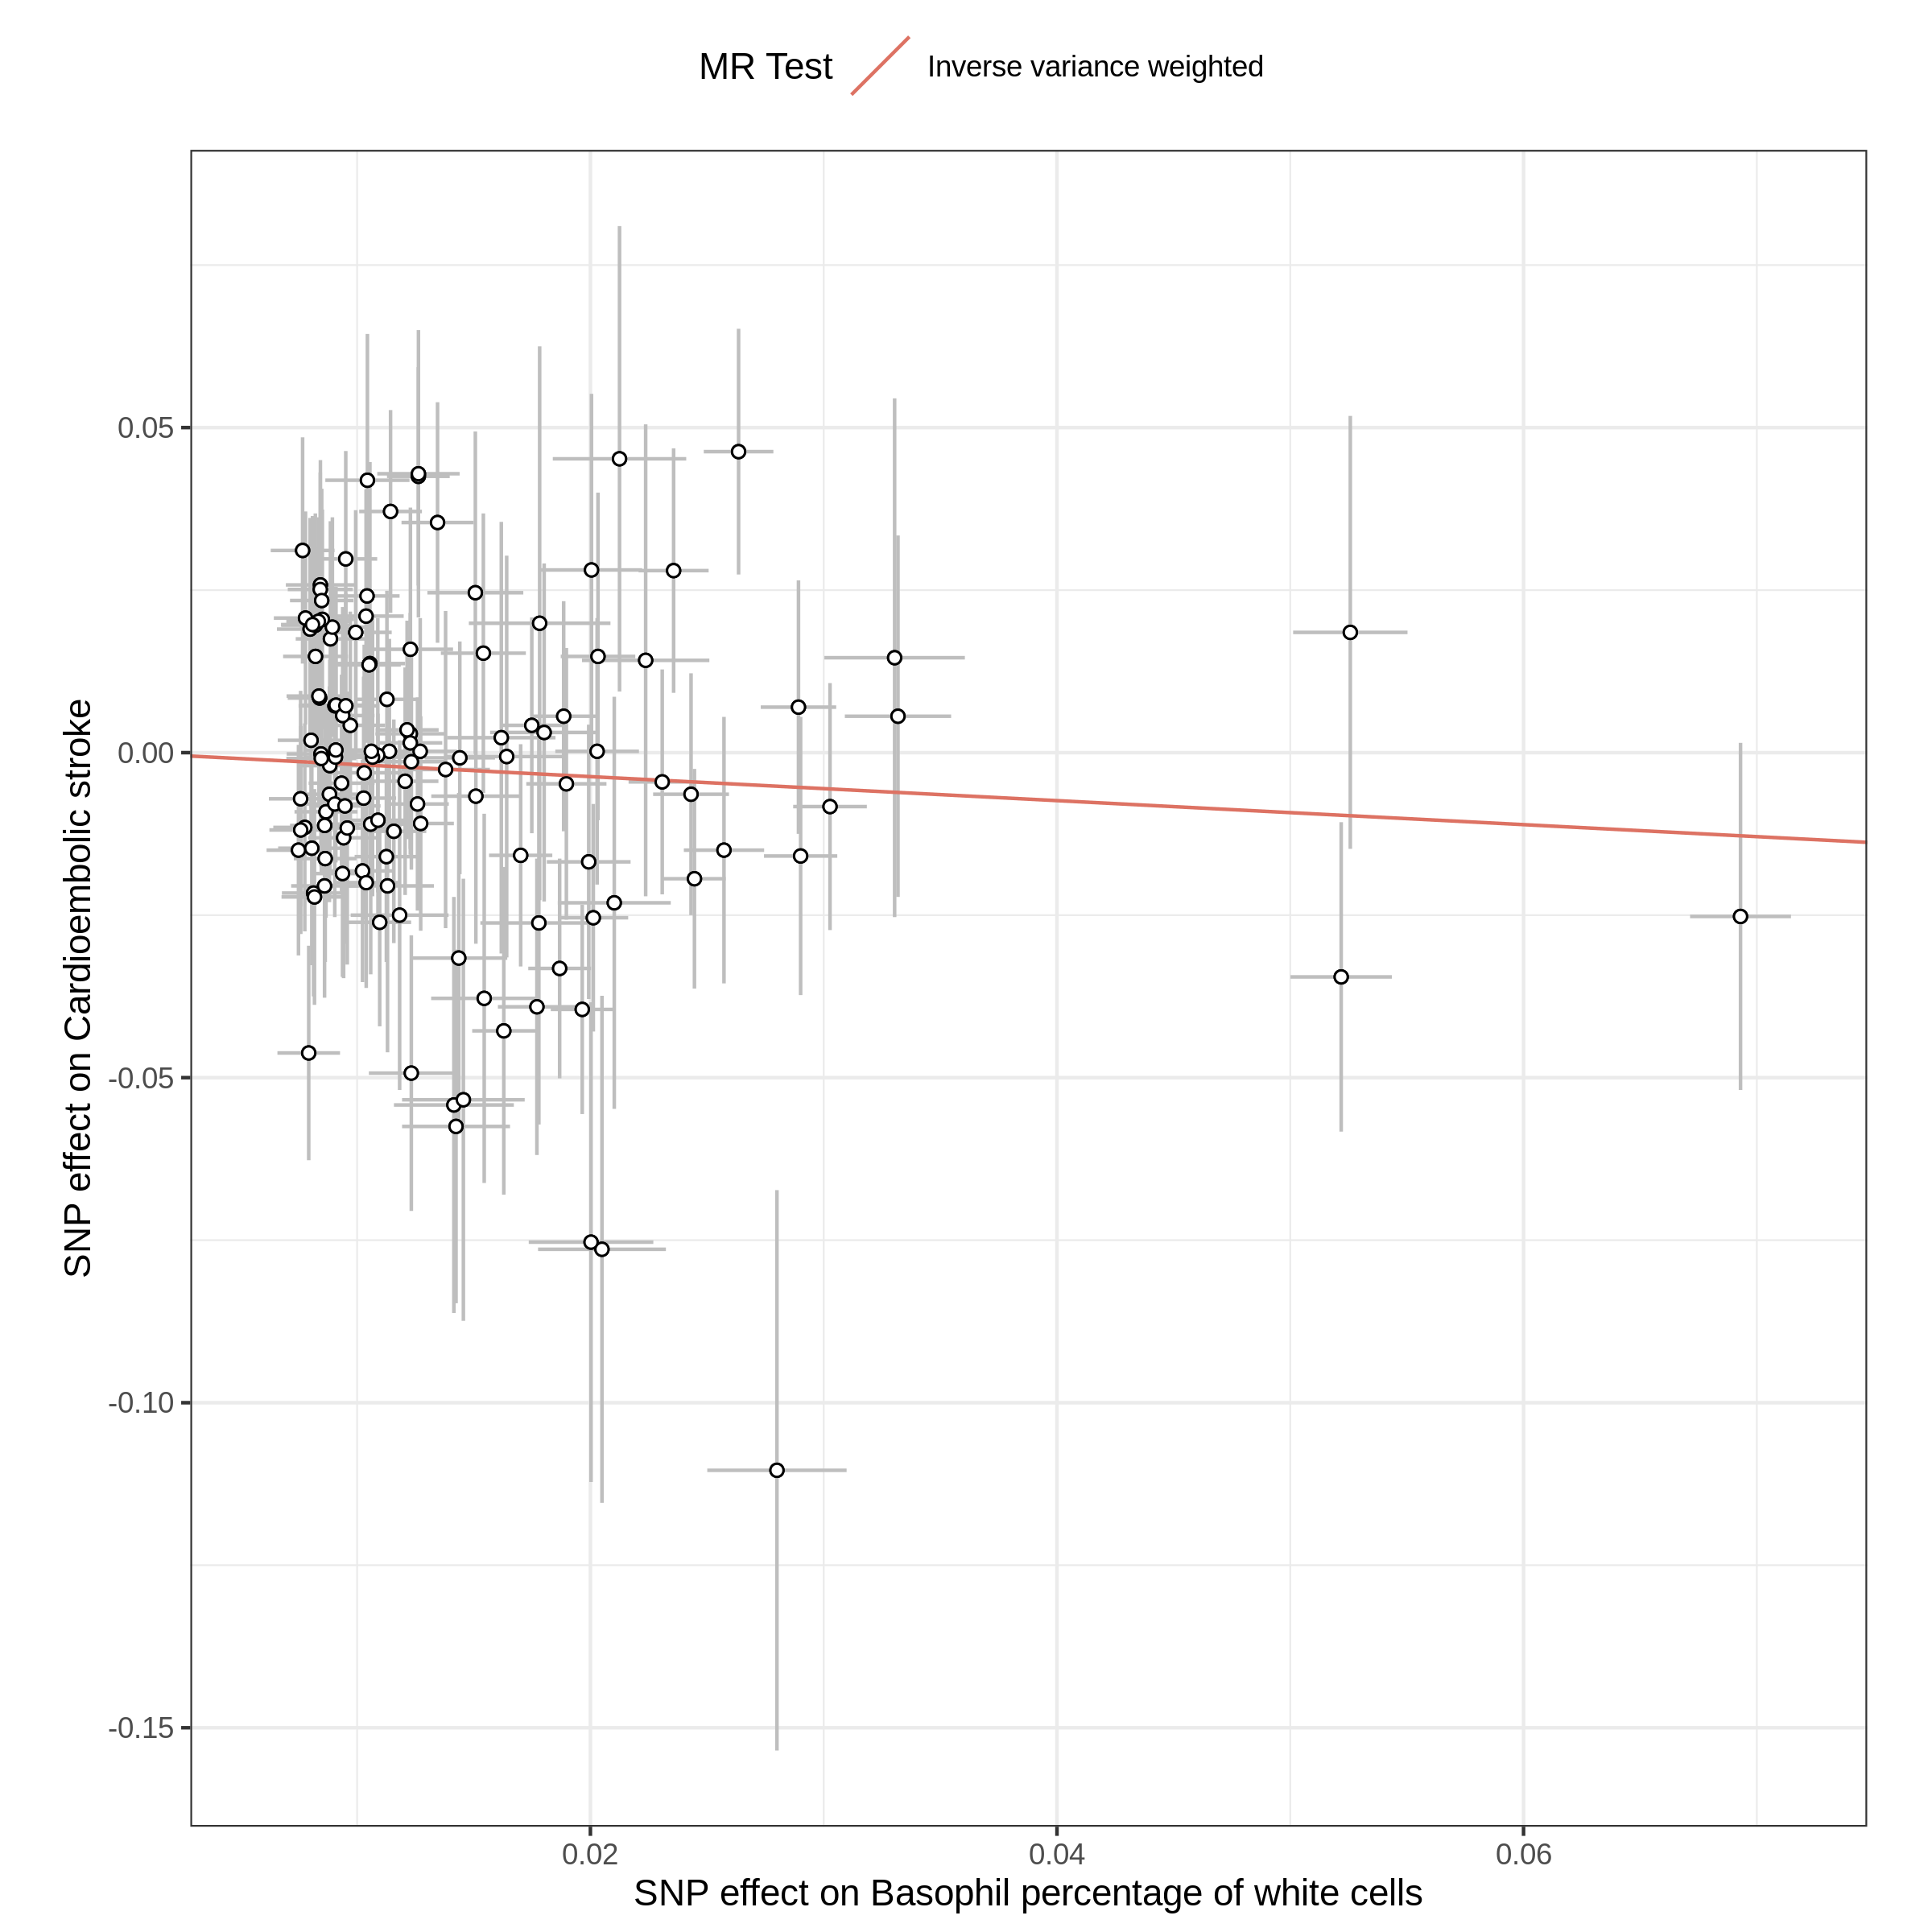 MR Test
Inverse variance weighted
SNP effect on Cardioembolic stroke
0.05
0.00
-0.05
-0.10
-0.15
0.02
0.04
0.06
SNP effect on Basophil percentage of white cells